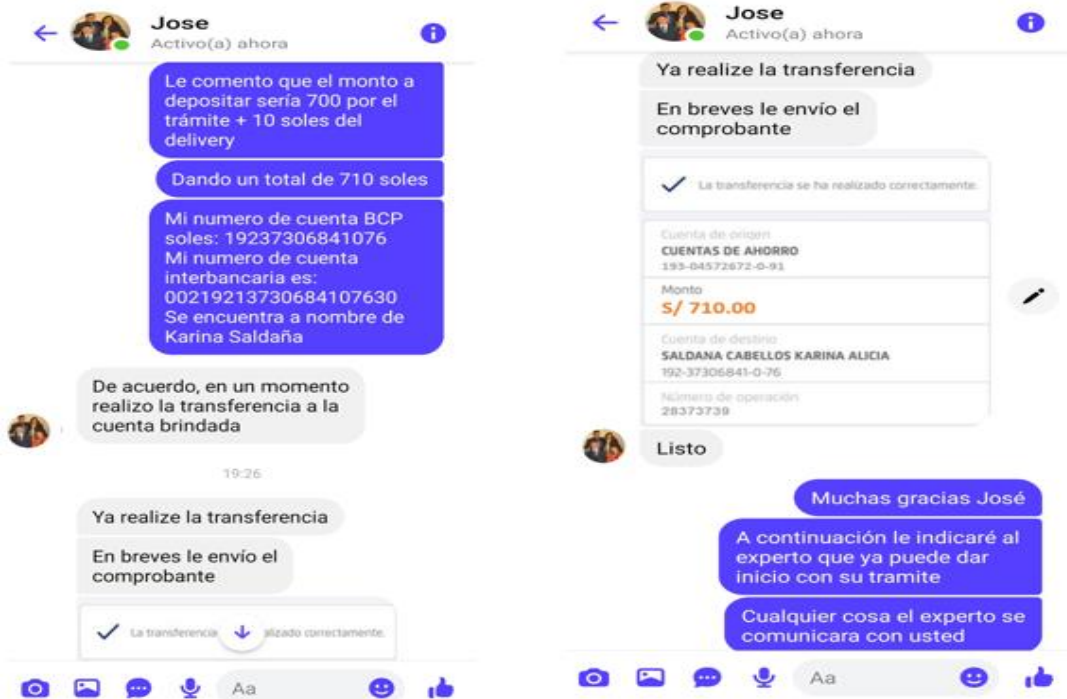 Jose
Activo(a) ahora
Le comento que el monto a
depositar sería 700 por el
trámite + 10 soles del
delivery
Dando un total de 710 soles
Mi numero de cuenta BCP
soles: 19237306841076
Mi numero de cuenta
interbancaria es:
00219213730684107630
Se encuentra a nombre de
Karina Saldaña
De acuerdo, en un momento
realizo la transferencia a la
cuenta brindada
19:26
Ya realize la transferencia
En breves le envío el
comprobante
La transferencia alizado correctamente.
Aa
Jose
Activo(a) ahora
Ya realize la transferencia
En breves le envío el
comprobante
La transferencia se ha realizado correctamente.
Cuenta de origen
CUENTAS DE AHORRO
193-04572672-0-91
Monto
S/ 710.00
Cuenta de destino
SALDANA CABELLOS KARINA ALICIA
192-37306841-0-76
Número de operación
28373739
Listo
Muchas gracias José
A continuación le indicaré al
experto que ya puede dar
inicio con su tramite
Cualquier cosa el experto se
comunicara con usted
Aa